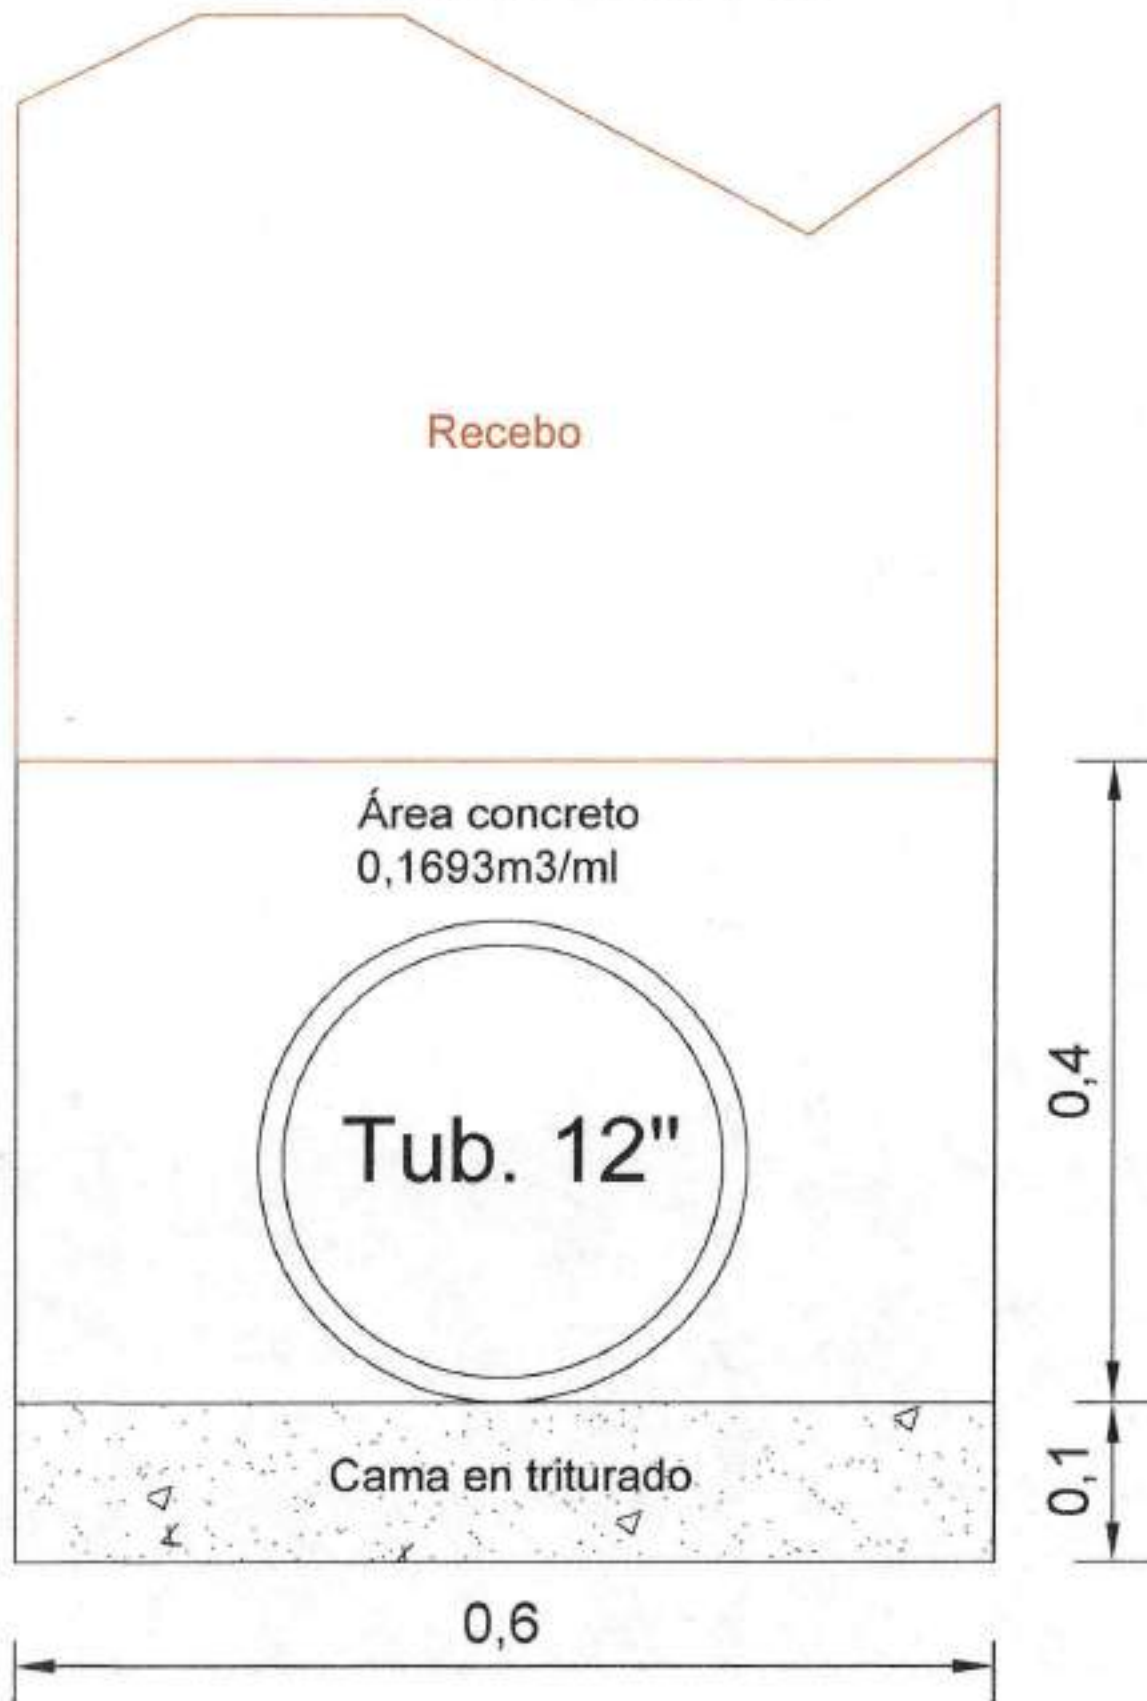 Recebo
Área concreto
0,1693m3/ml
Tub. 12"
0,4
Cama en triturado
0,1
0,6